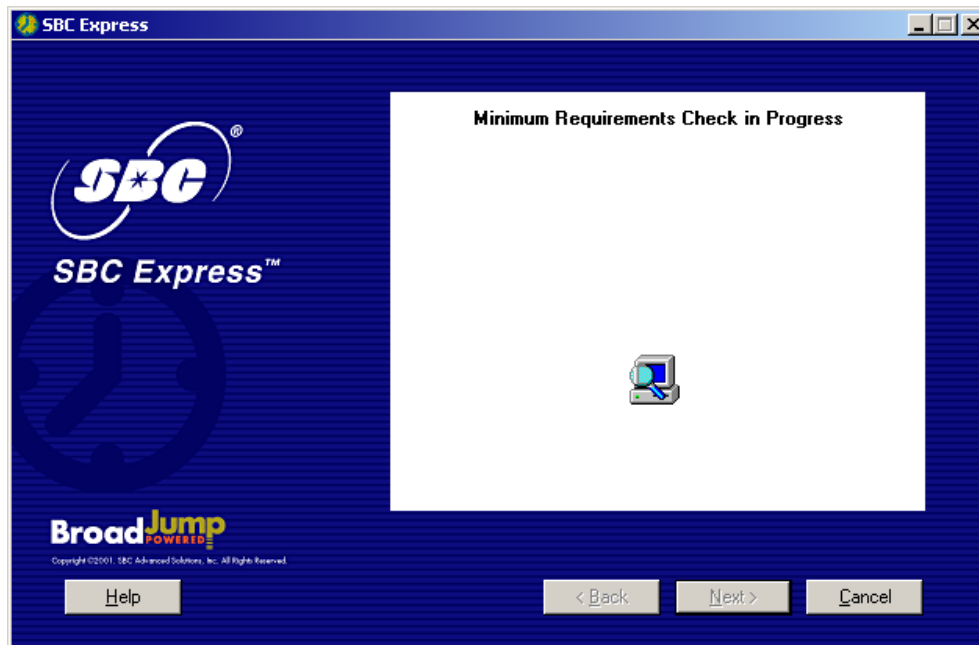 SBC Express
Minimum Requirements Check in Progress
SBC®
SBC Express™
BroadJump
POWERED
Copyright ©2001, SBC Advanced Solutions, Inc. All Rights Reserved.
Help
< Back
Next >
Cancel